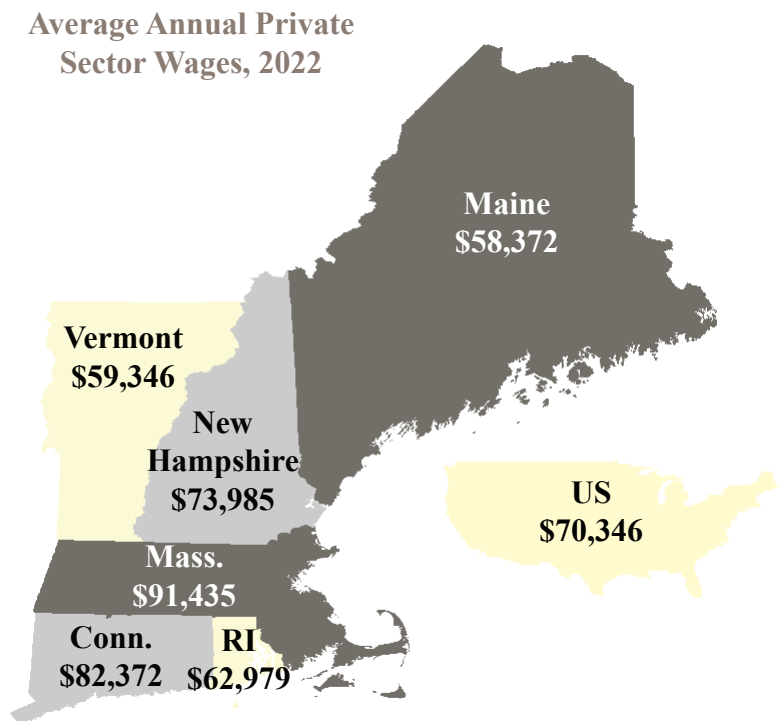 Average Annual Private
Sector Wages, 2022
Maine
$58,372
Vermont
$59,346
New
Hampshire
$73,985
US
$70,346
Mass.
$91,435
Conn.
$82,372
RI
$62,979